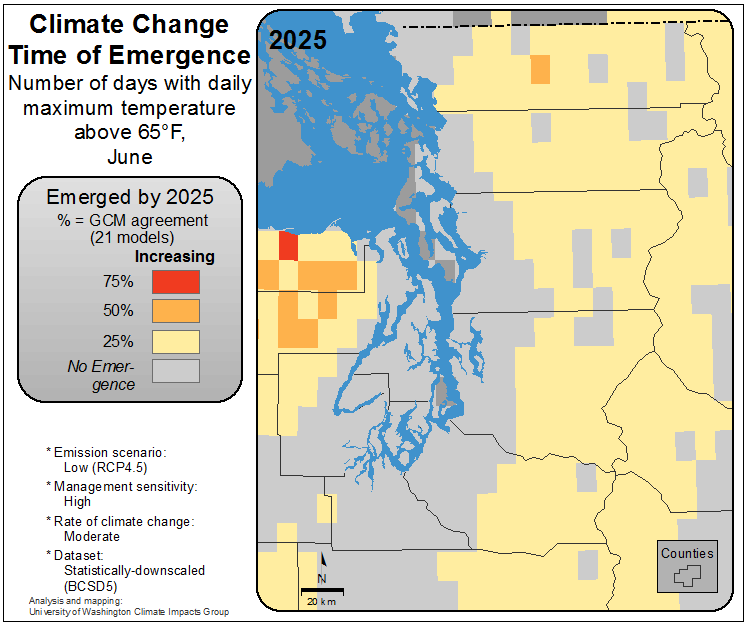 Climate Change
Time of Emergence
Number of days with daily
maximum temperature
above 65°F,
June
Emerged by 2025
% = GCM agreement
(21 models)
Increasing
75%
50%
25%
No Emer-
gence
* Emission scenario:
Low (RCP4.5)
* Management sensitivity:
High
* Rate of climate change:
Moderate
* Dataset:
Statistically-downscaled
(BCSD5)
Analysis and mapping:
University of Washington Climate Impacts Group
2025
N
20 km
Counties